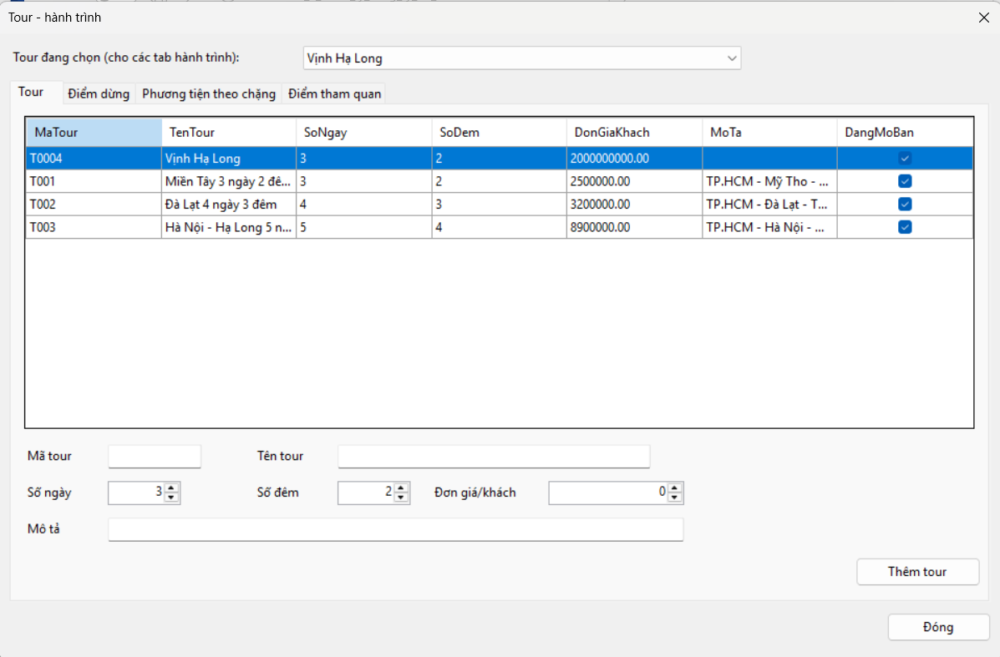 Tour - hành trình
Tour đang chọn (cho các tab hành trình): Vịnh Hạ Long
Tour Điểm dừng Phương tiện theo chặng Điểm tham quan
MaTour TenTour SoNgay SoDem DonGiaKhach MoTa DangMoBan
T0004 Vịnh Hạ Long 3 2 2000000000.00
T001 Miền Tây 3 ngày 2 đê... 3 2 2500000.00 TP.HCM - Mỹ Tho - ...
T002 Đà Lạt 4 ngày 3 đêm 4 3 3200000.00 TP.HCM - Đà Lạt - T...
T003 Hà Nội - Hạ Long 5 n... 5 4 8900000.00 TP.HCM - Hà Nội - ...
Mã tour Tên tour
Số ngày 3 Số đêm 2 Đơn giá/khách 0
Mô tả
Thêm tour
Đóng